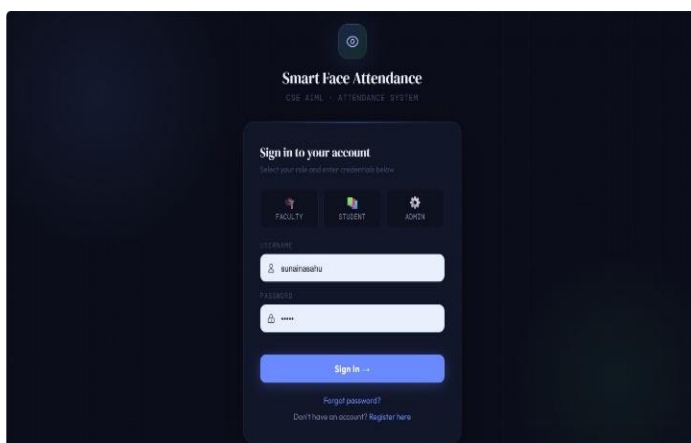 Smart Face Attendance
CSE AIML · ATTENDANCE SYSTEM
Sign in to your account
Select your role and enter credentials below
FACULTY STUDENT ADMIN
USERNAME
sunainasahu
PASSWORD
•••••
Sign In →
Forgot password?
Don't have an account? Register here